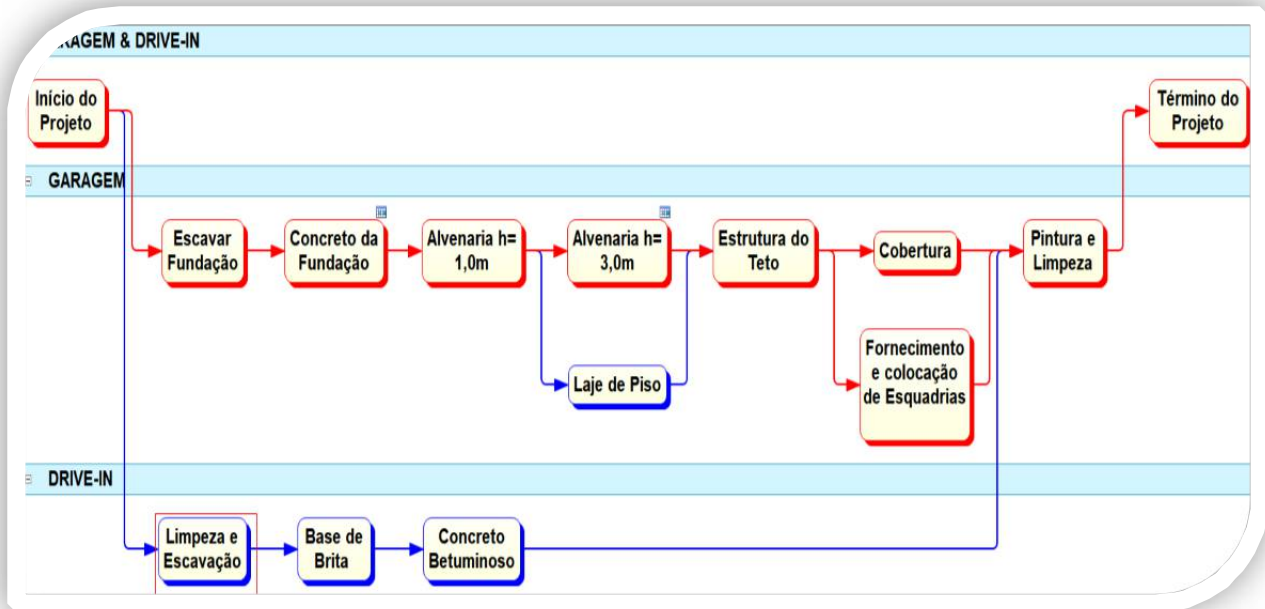 & DRIVE-IN
Início do
Projeto
Término do
Projeto
GARAGEM
Escavar
Fundação
Concreto da
Fundação
Alvenaria h=
1,0m
Alvenaria h=
3,0m
Estrutura do
Teto
Cobertura
Pintura e
Limpeza
Laje de Piso
Fornecimento
e colocação
de Esquadrias
DRIVE-IN
Limpeza e
Escavação
Base de
Brita
Concreto
Betuminoso